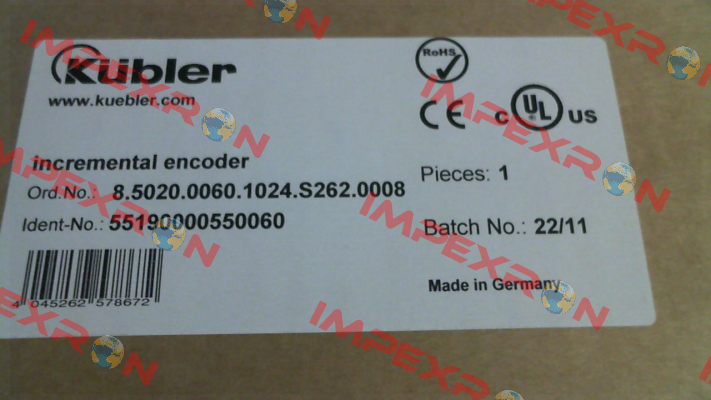 Kübler
www.kuebler.com
RoHS
CE
c UL US
incremental encoder
Ord.No.: 8.5020.0060.1024.S262.0008
Ident-No.: 55190000550060
4 045262 578672
Pieces: 1
Batch No.: 22/11
Made in Germany
IMPEXRON
IMPEXRON
IMPEXRON
IMPEXRON
IMPEXRON
IMPEXRON